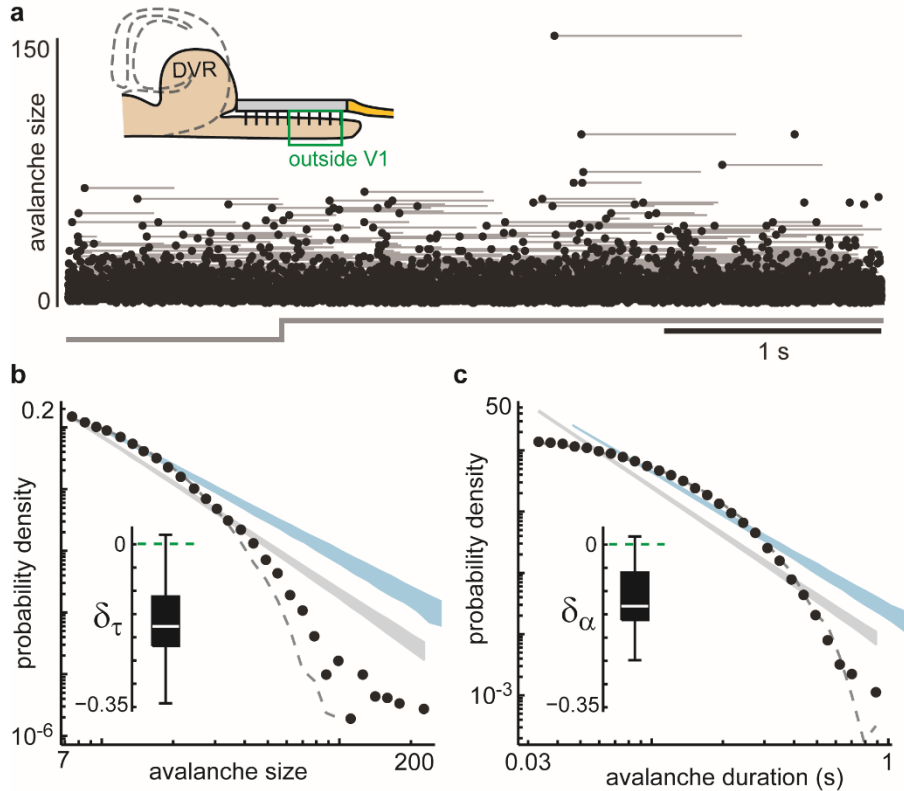 a
150
avalanche size
0
DVR
outside V1
1 s
b
0.2
probability density
10⁻⁶
0
δτ
−0.35
7
200
avalanche size
c
50
probability density
10⁻³
0
δα
−0.35
0.03
1
avalanche duration (s)